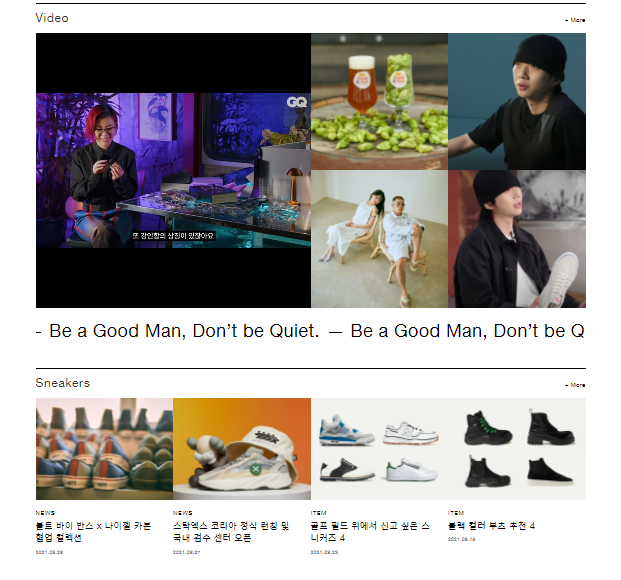 Video
+ More
GQ
또 강인함의 상징이 있잖아요
- Be a Good Man, Don't be Quiet. — Be a Good Man, Don't be Q
Sneakers
+ More
NEWS
볼트 바이 반스 x 나이젤 카본
협업 컬렉션
2021.09.28
NEWS
스탁엑스 코리아 정식 런칭 및
국내 검수 센터 오픈
2021.09.27
ITEM
골프 필드 위에서 신고 싶은 스
니커즈 4
2021.09.23
ITEM
블랙 컬러 부츠 추천 4
2021.09.16